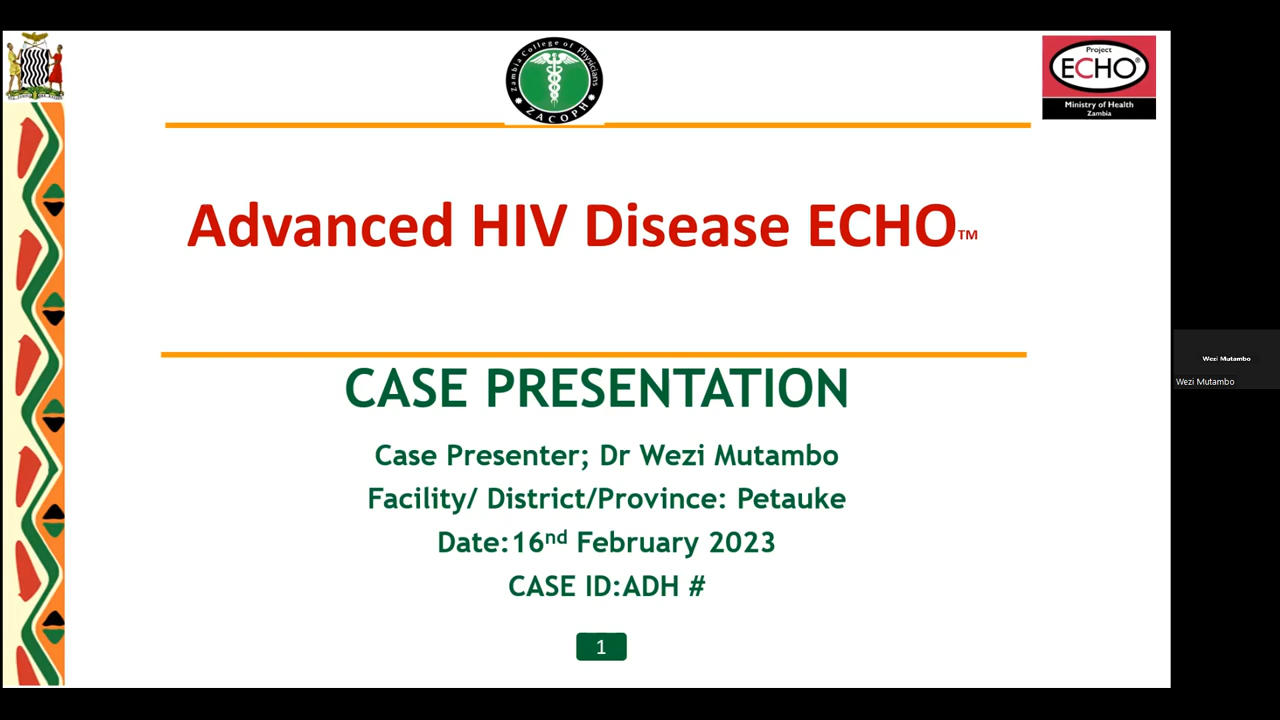 Zambia College of Physicians
ZACOPH
Project
ECHO®
Ministry of Health
Zambia
Advanced HIV Disease ECHO™
CASE PRESENTATION
Case Presenter; Dr Wezi Mutambo
Facility/ District/Province: Petauke
Date:16nd February 2023
CASE ID:ADH #
1
Wezi Mutambo
Wezi Mutambo